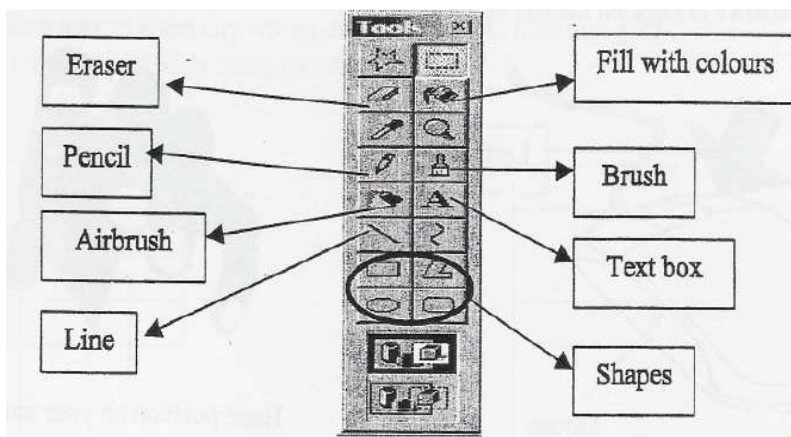 Tools
Eraser
Fill with colours
Pencil
Brush
Airbrush
A
Text box
Line
Shapes